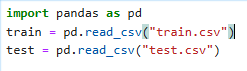 import pandas as pd
train = pd.read_csv("train.csv")
test = pd.read_csv("test.csv")